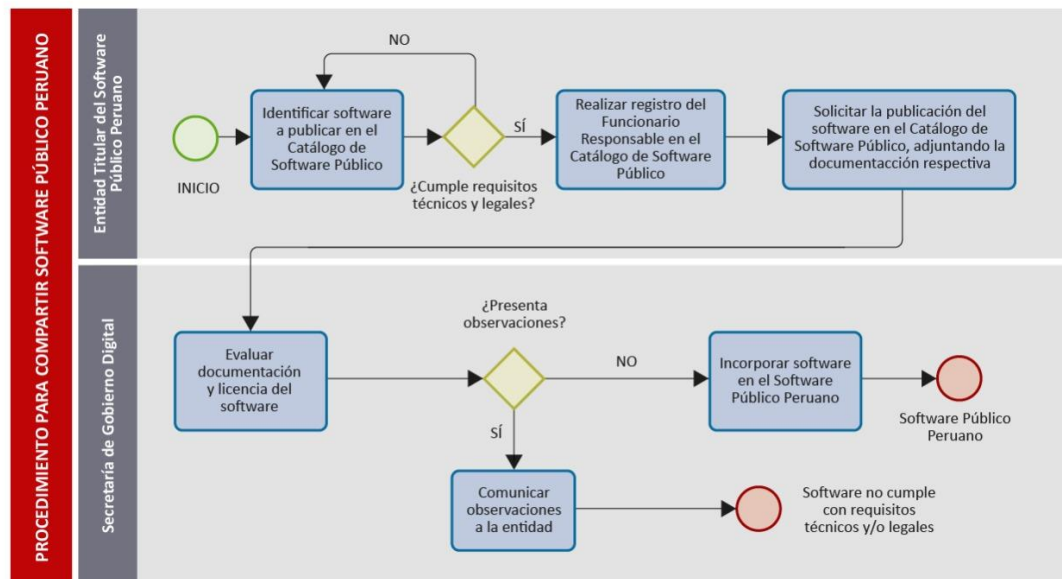 PROCEDIMIENTO PARA COMPARTIR SOFTWARE PÚBLICO PERUANO
Entidad Titular del Software
Público Peruano
INICIO
Identificar software
a publicar en el
Catálogo de
Software Público
NO
¿Cumple requisitos
técnicos y legales?
SÍ
Realizar registro del
Funcionario
Responsable en el
Catálogo de Software
Público
Solicitar la publicación del
software en el Catálogo de
Software Público, adjuntando la
documentacción respectiva
Secretaría de Gobierno Digital
Evaluar
documentación
y licencia del
software
¿Presenta
observaciones?
NO
Incorporar software
en el Software
Público Peruano
Software Público
Peruano
SÍ
Comunicar
observaciones
a la entidad
Software no cumple
con requisitos
técnicos y/o legales